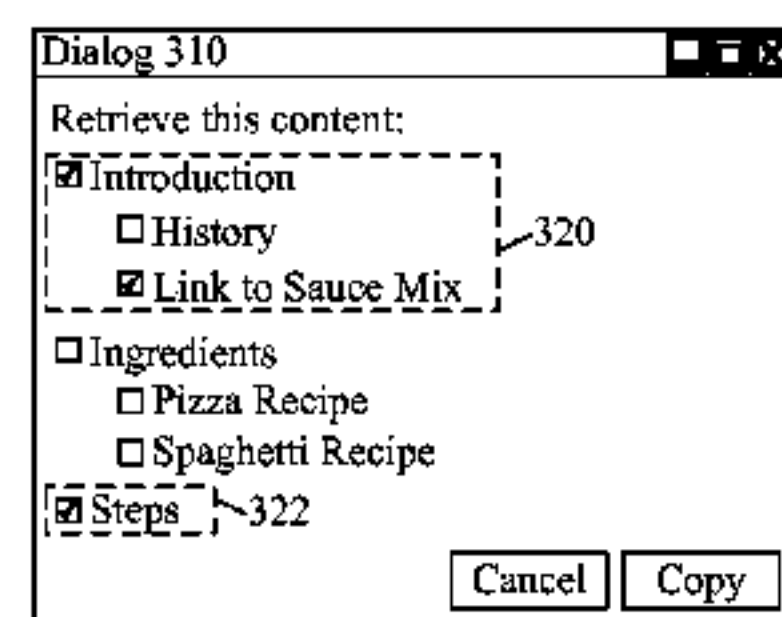 Dialog 310
Retrieve this content:
Introduction
History
320
Link to Sauce Mix
Ingredients
Pizza Recipe
Spaghetti Recipe
Steps 322
Cancel Copy